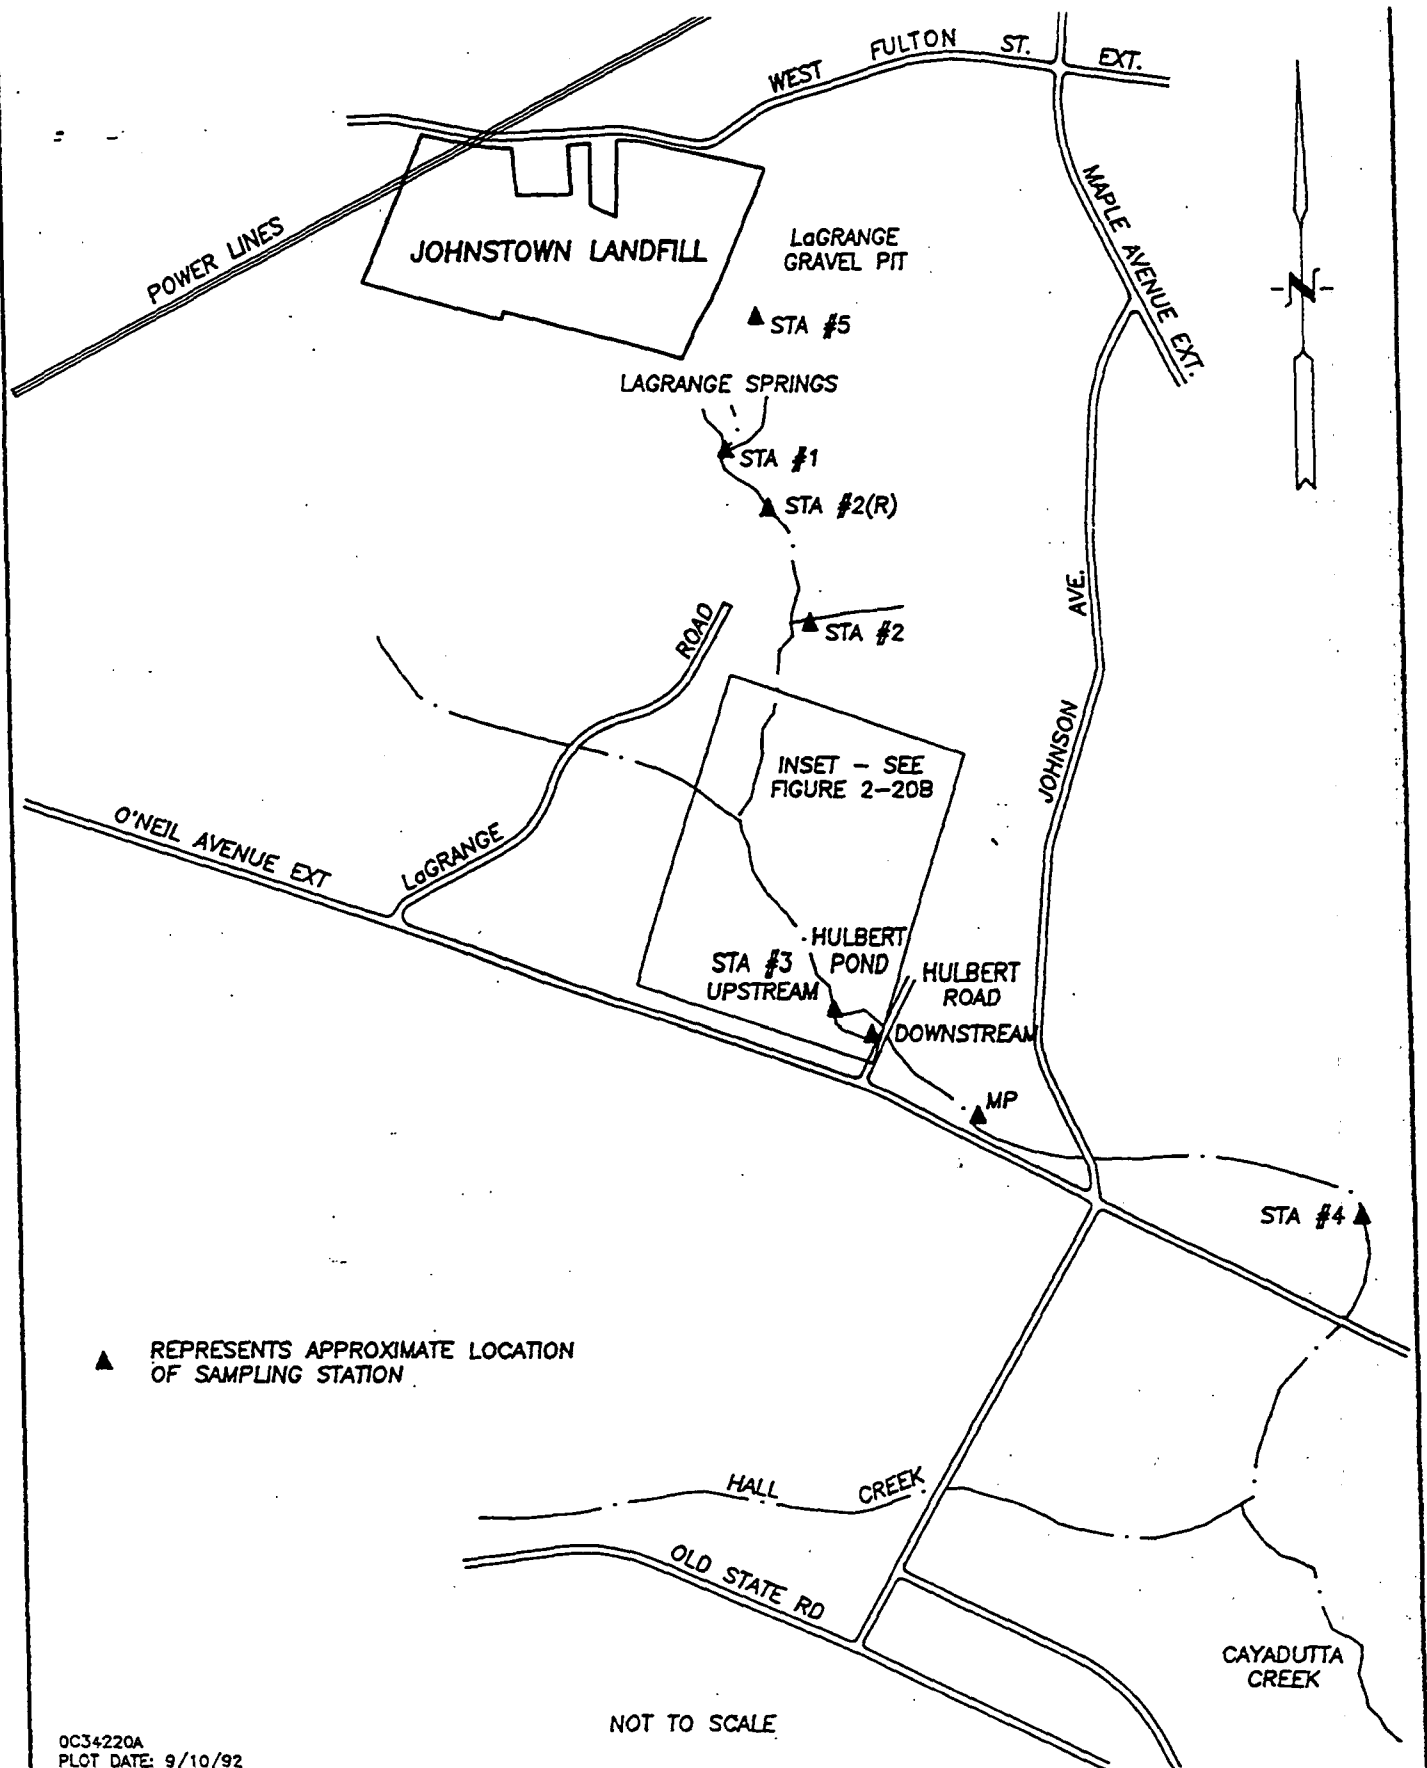 WEST FULTON ST. EXT.
MAPLE AVENUE EXT.
POWER LINES
JOHNSTOWN LANDFILL
LaGRANGE
GRAVEL PIT
N
STA #5
LAGRANGE SPRINGS
STA #1
STA #2(R)
STA #2
LaGRANGE ROAD
JOHNSON AVE.
INSET - SEE
FIGURE 2-20B
O'NEIL AVENUE EXT
HULBERT
POND
STA #3
UPSTREAM
HULBERT
ROAD
DOWNSTREAM
MP
STA #4
REPRESENTS APPROXIMATE LOCATION
OF SAMPLING STATION
HALL CREEK
OLD STATE RD
CAYADUTTA
CREEK
NOT TO SCALE
OC34220A
PLOT DATE: 9/10/92